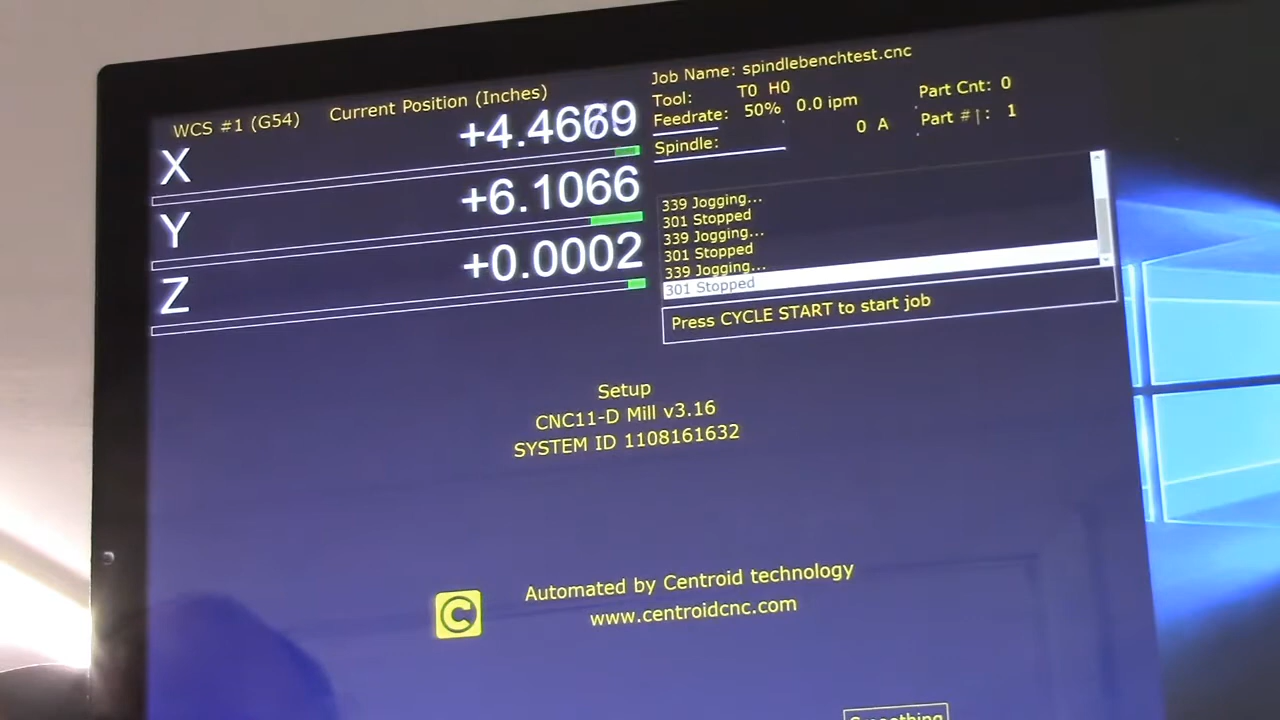 WCS #1 (G54) Current Position (Inches)
X
Y +6.1066
Z +0.0002
Job Name: spindlebenchtest.cnc
Tool: T0 H0
Feedrate: 50% 0.0 ipm
Part Cnt: 0
0 A
Part #: 1
Spindle:
339 Jogging...
301 Stopped
339 Jogging...
301 Stopped
339 Jogging...
301 Stopped
Press CYCLE START to start job
Setup
CNC11-D Mill v3.16
SYSTEM ID 1108161632
C
Automated by Centroid technology
www.centroidcnc.com
Smoothing